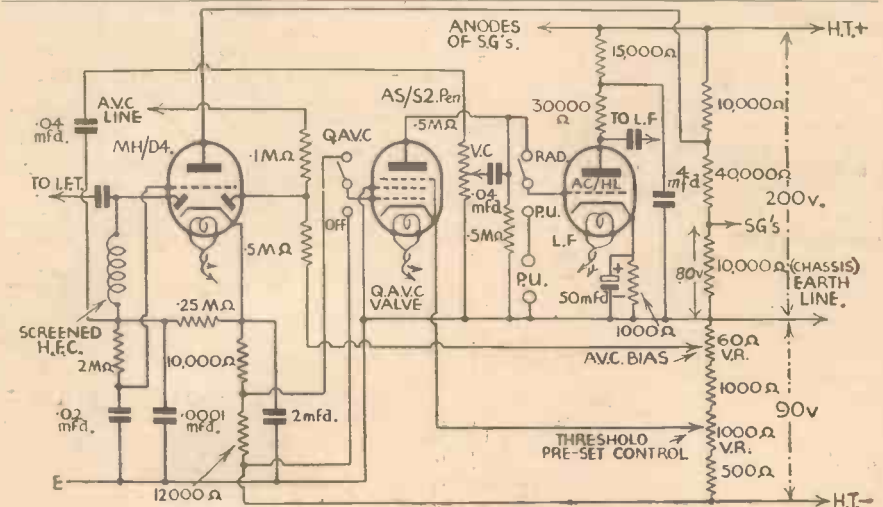 ANODES
OF S.G's.
H.T.+
15,000Ω
A.V.C
LINE
AS/S2.Pen
.04
mfd.
MH/D4.
.5MΩ
30000
Ω
TO L.F
10,000Ω
Q.A.V.C
V.C
RAD.
.1MΩ
TO I.F.T.
AC/HL
4
mfd
40,000Ω
200v.
.04
mfd.
OFF
P.U.
SG's
.5MΩ
.5MΩ
L.F
80v
10,000Ω
(CHASSIS)
EARTH
LINE.
Q.A.V.C
VALVE
P.U.
.25 MΩ
50mfd
SCREENED
H.F.C.
1000Ω
10,000Ω
60Ω
V.R.
2MΩ
A.V.C. BIAS
1000Ω
90v
.02
mfd.
.0001
mfd.
2mfd.
1000Ω
V.R.
THRESHOLD
PRE-SET CONTROL
500Ω
E
12000Ω
H.T.-